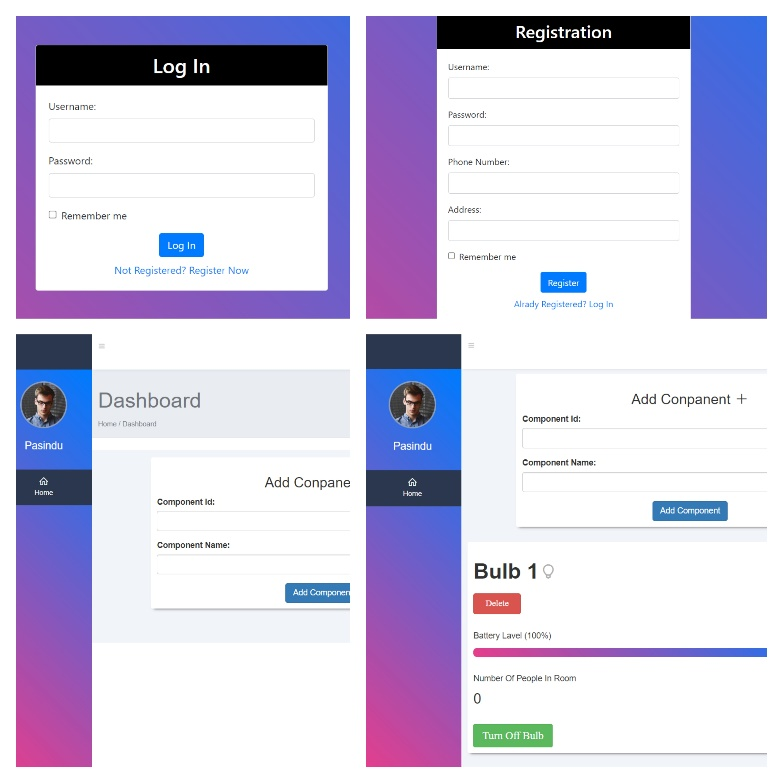 Log In
Username:
Password:
Remember me
Log In
Not Registered? Register Now
Registration
Username:
Password:
Phone Number:
Address:
Remember me
Register
Alrady Registered? Log In
Pasindu
Home
Dashboard
Home / Dashboard
Add Conpane
Component Id:
Component Name:
Add Componen
Pasindu
Home
Add Conpanent +
Component Id:
Component Name:
Add Component
Bulb 1
Delete
Battery Lavel (100%)
Number Of People In Room
0
Turn Off Bulb